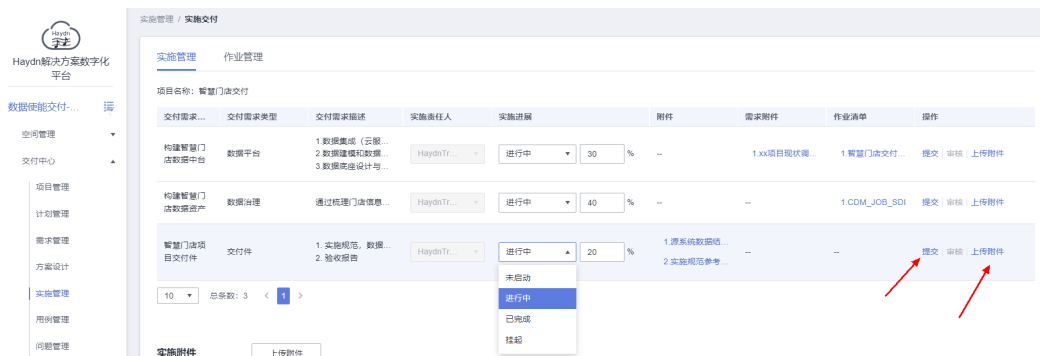 实施管理 / 实施交付
Haydn
Haydn解决方案数字化
平台
数据使能交付-...
空间管理
交付中心
项目管理
计划管理
需求管理
方案设计
实施管理
用例管理
问题管理
实施管理 作业管理
项目名称：智慧门店交付
交付需求... 交付需求类型 交付需求描述 实施责任人 实施进展 附件 需求附件 作业清单 操作
构建智慧门
店数据中台
数据平台
1.数据集成（云服...
2.数据建模和数据...
3.数据底座设计与...
HaydnTr... 进行中 30 % -- 1.xx项目现状调... 1.智慧门店交付... 提交 审核 上传附件
构建智慧门
店数据资产
数据治理 通过梳理门店信息... HaydnTr... 进行中 40 % -- -- 1.CDM_JOB_SDI 提交 审核 上传附件
智慧门店项
目交付件
交付件
1. 实施规范，数据...
2. 验收报告
HaydnTr... 进行中 20 %
1.源系统数据结...
2.实施规范参考...
-- -- 提交 审核 上传附件
未启动
进行中
已完成
挂起
10 总条数：3 < 1 >
实施附件 上传附件